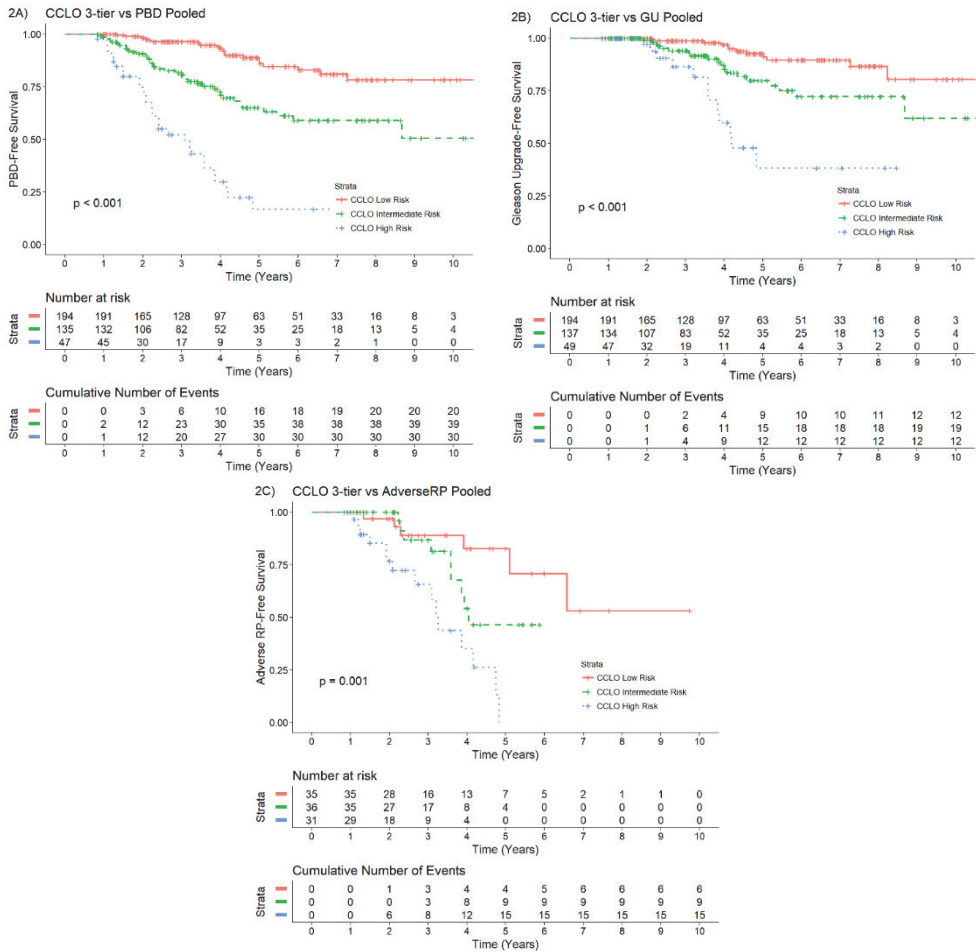 2A) CCLO 3-tier vs PBD Pooled
PBD-Free Survival
1.00
0.75
0.50
0.25
0.00
p < 0.001
Strata
CCLO Low Risk
CCLO Intermediate Risk
CCLO High Risk
0 1 2 3 4 5 6 7 8 9 10
Time (Years)
Number at risk
Strata
194 191 165 128 97 63 51 33 16 8 3
135 132 106 82 52 35 25 18 13 5 4
47 45 30 17 9 3 3 2 1 0 0
0 1 2 3 4 5 6 7 8 9 10
Time (Years)
Cumulative Number of Events
Strata
0 0 3 6 10 16 18 19 20 20 20
0 2 12 23 30 35 38 38 38 39 39
0 1 12 20 27 30 30 30 30 30 30
0 1 2 3 4 5 6 7 8 9 10
Time (Years)
2B) CCLO 3-tier vs GU Pooled
Gleason Upgrade-Free Survival
1.00
0.75
0.50
0.25
0.00
p < 0.001
Strata
CCLO Low Risk
CCLO Intermediate Risk
CCLO High Risk
0 1 2 3 4 5 6 7 8 9 10
Time (Years)
Number at risk
Strata
194 191 165 128 97 63 51 33 16 8 3
137 134 107 83 52 35 25 18 13 5 4
49 47 32 19 11 4 4 3 2 0 0
0 1 2 3 4 5 6 7 8 9 10
Time (Years)
Cumulative Number of Events
Strata
0 0 0 2 4 9 10 10 11 12 12
0 0 1 6 11 15 18 18 18 19 19
0 0 1 4 9 12 12 12 12 12 12
0 1 2 3 4 5 6 7 8 9 10
Time (Years)
2C) CCLO 3-tier vs AdverseRP Pooled
Adverse RP-Free Survival
1.00
0.75
0.50
0.25
0.00
p = 0.001
Strata
CCLO Low Risk
CCLO Intermediate Risk
CCLO High Risk
0 1 2 3 4 5 6 7 8 9 10
Time (Years)
Number at risk
Strata
35 35 28 16 13 7 5 2 1 1 0
36 35 27 17 8 4 0 0 0 0 0
31 29 18 9 4 0 0 0 0 0 0
0 1 2 3 4 5 6 7 8 9 10
Time (Years)
Cumulative Number of Events
Strata
0 0 1 3 4 4 5 6 6 6 6
0 0 0 3 8 9 9 9 9 9 9
0 0 6 8 12 15 15 15 15 15 15
0 1 2 3 4 5 6 7 8 9 10
Time (Years)